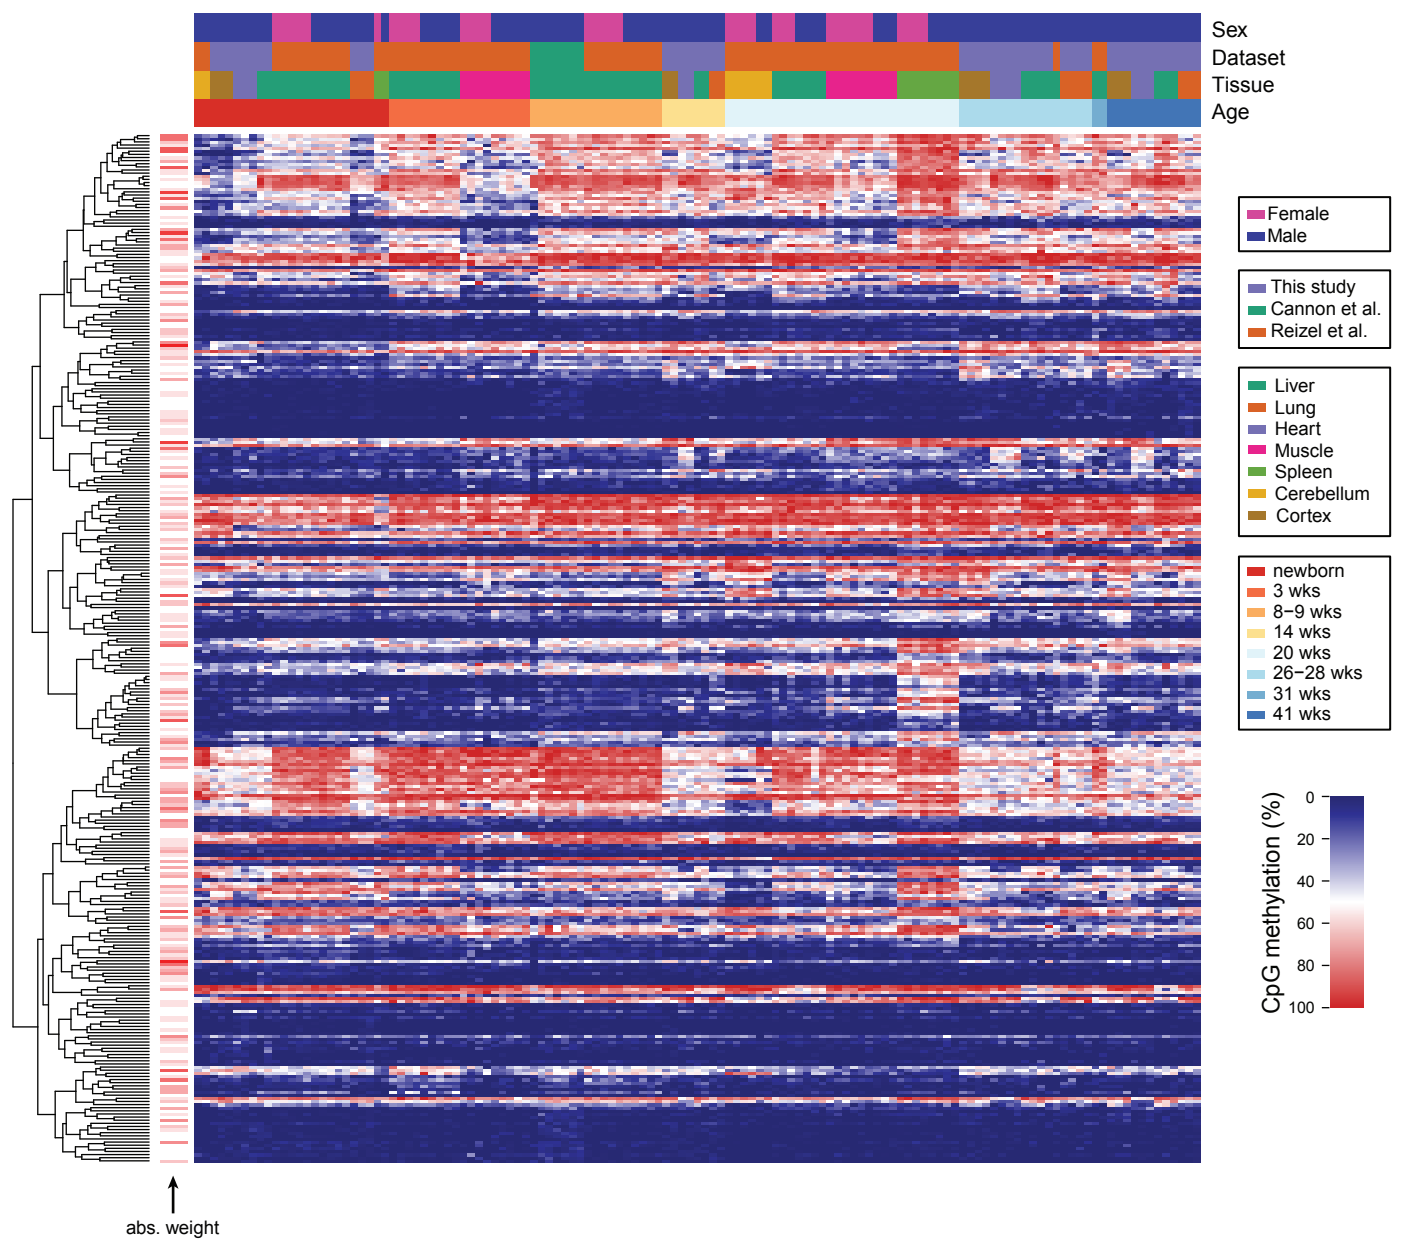 Sex
Dataset
Tissue
Age
Female
Male
This study
Cannon et al.
Reizel et al.
Liver
Lung
Heart
Muscle
Spleen
Cerebellum
Cortex
newborn
3 wks
8−9 wks
14 wks
20 wks
26−28 wks
31 wks
41 wks
CpG methylation (%)
0
20
40
60
80
100
abs. weight